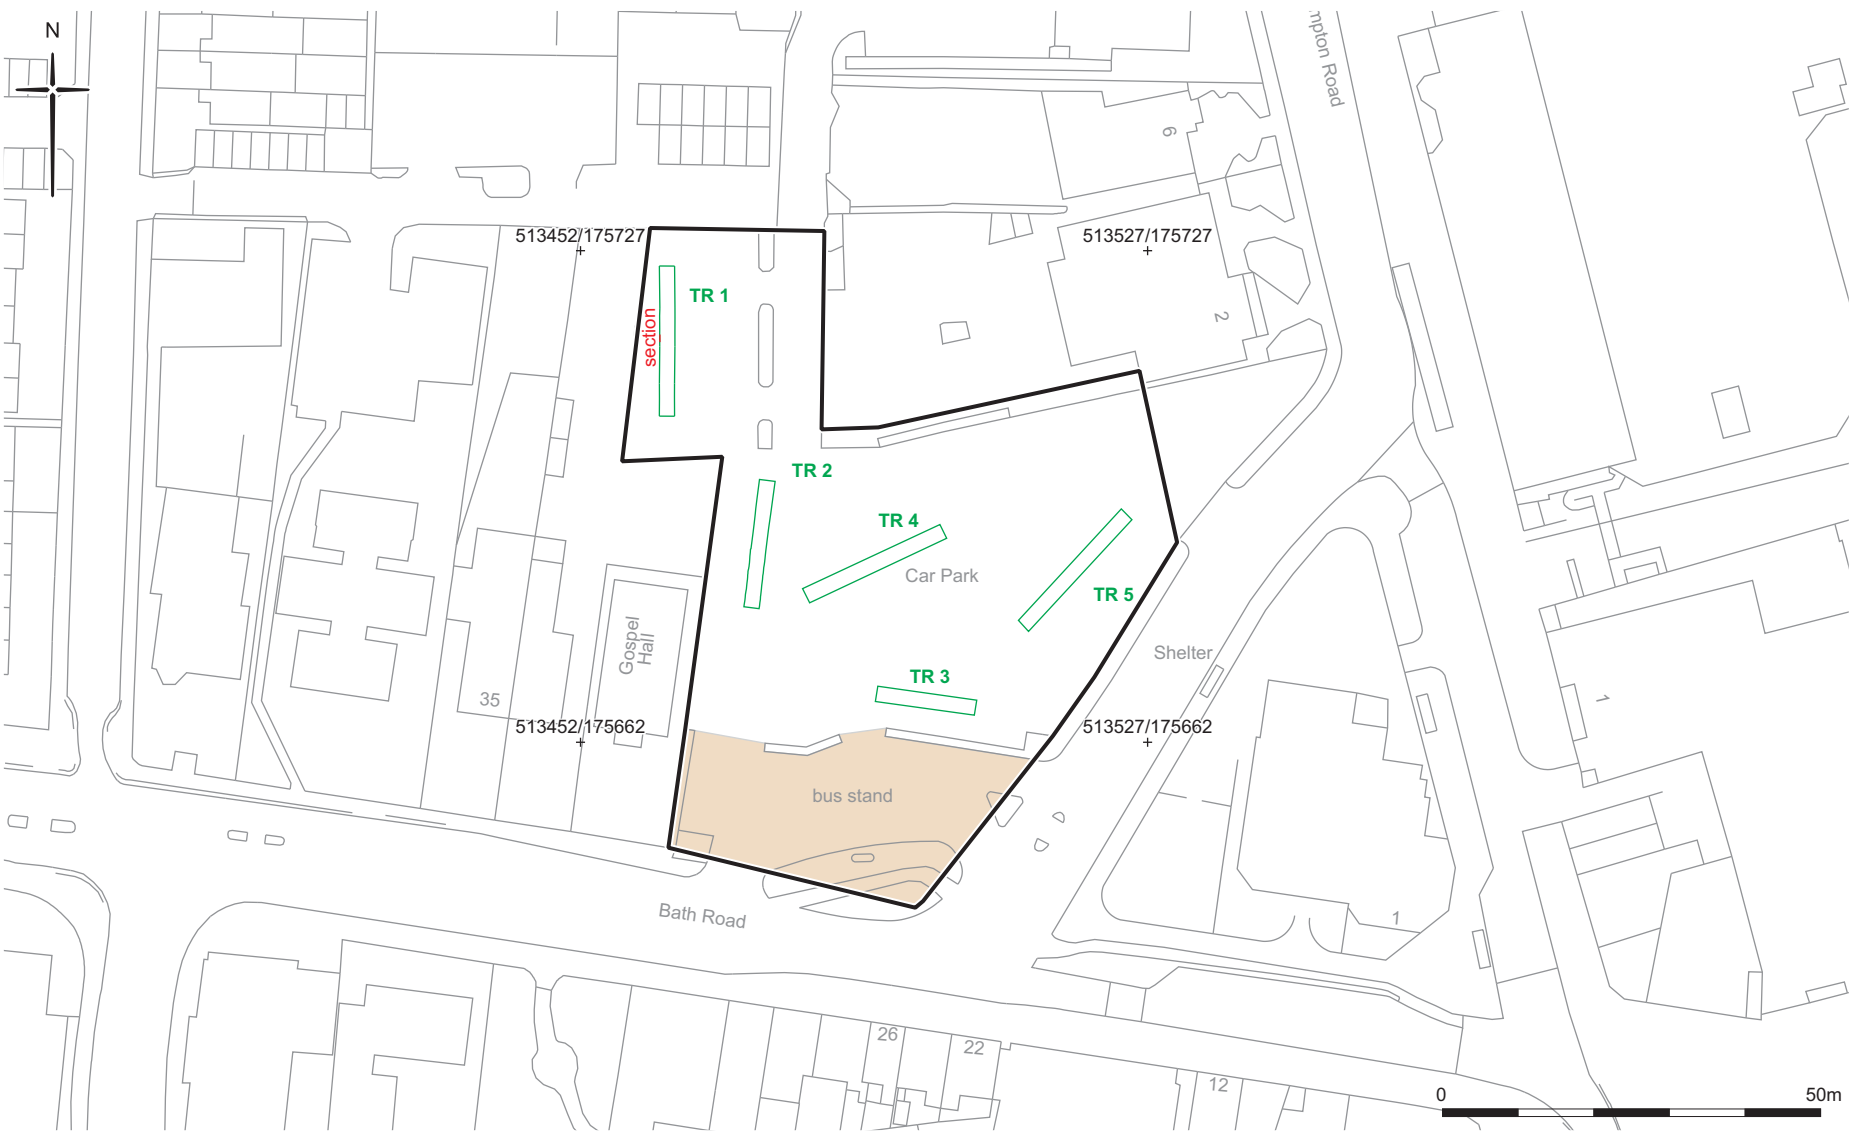 N
mpton Road
6
513452/175727
513527/175727
TR 1
section
2
TR 2
TR 4
Car Park
TR 5
Gospel
Hall
Shelter
TR 3
35
1
513452/175662
513527/175662
bus stand
Bath Road
1
26
22
12
0
50m